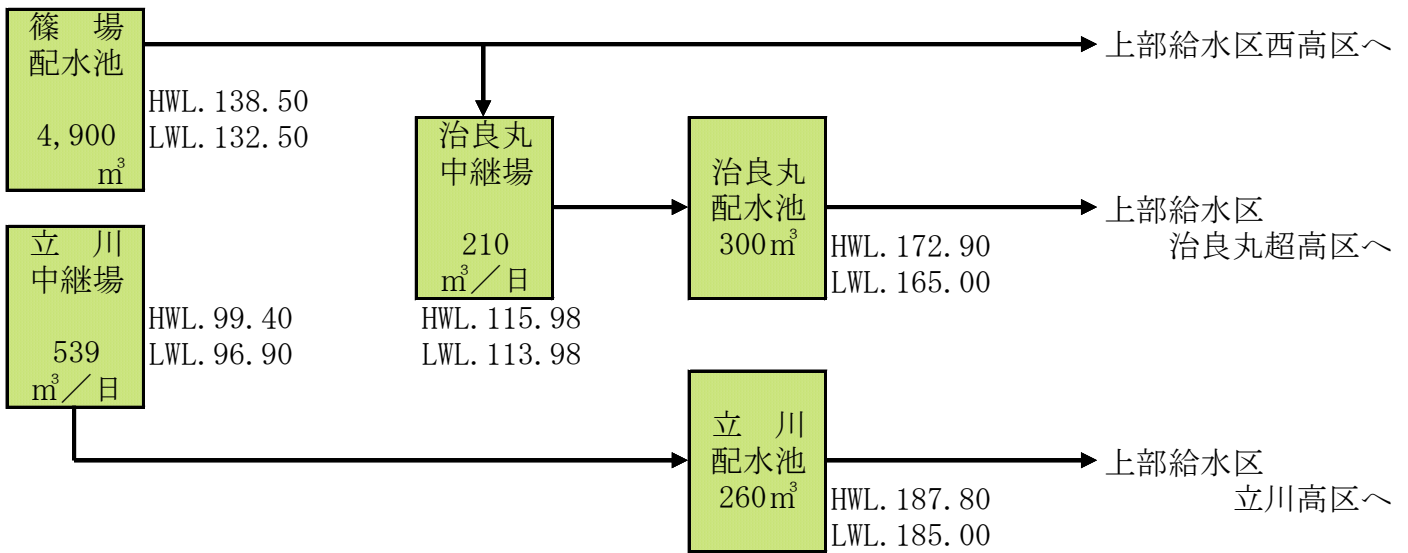 篠　場
配水池
4,900
㎥
HWL.138.50
LWL.132.50
上部給水区西高区へ
治良丸
中継場
210
㎥／日
HWL.115.98
LWL.113.98
治良丸
配水池
300㎥
HWL.172.90
LWL.165.00
上部給水区
治良丸超高区へ
立　川
中継場
539
㎥／日
HWL.99.40
LWL.96.90
立　川
配水池
260㎥
HWL.187.80
LWL.185.00
上部給水区
立川高区へ